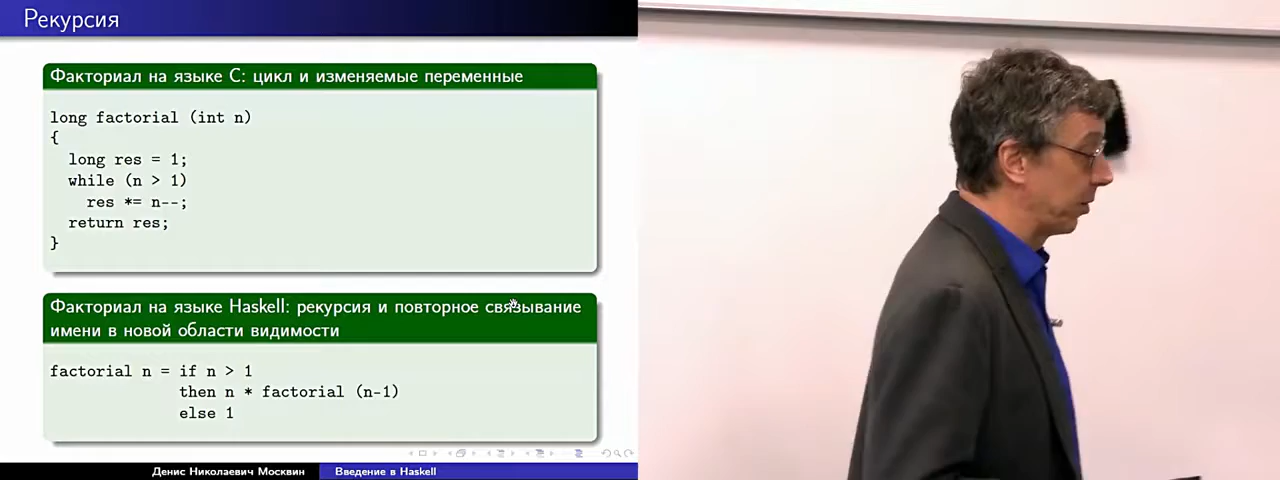 Рекурсия
Факториал на языке C: цикл и изменяемые переменные
long factorial (int n)
{
  long res = 1;
  while (n > 1)
    res *= n--;
  return res;
}
Факториал на языке Haskell: рекурсия и повторное связывание
имени в новой области видимости
factorial n = if n > 1
              then n * factorial (n-1)
              else 1
Денис Николаевич Москвин Введение в Haskell